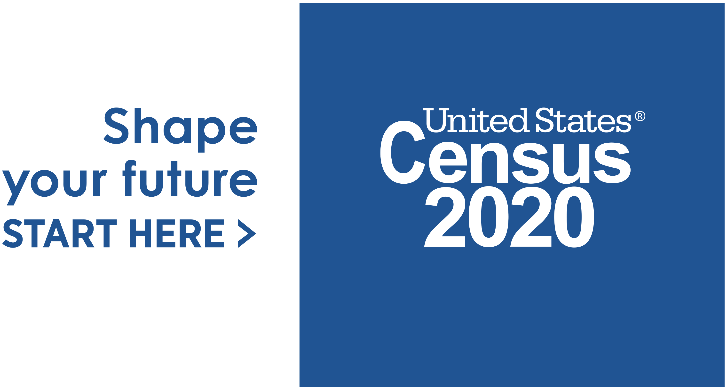 Shape
your future
START HERE >
United States®
Census
2020